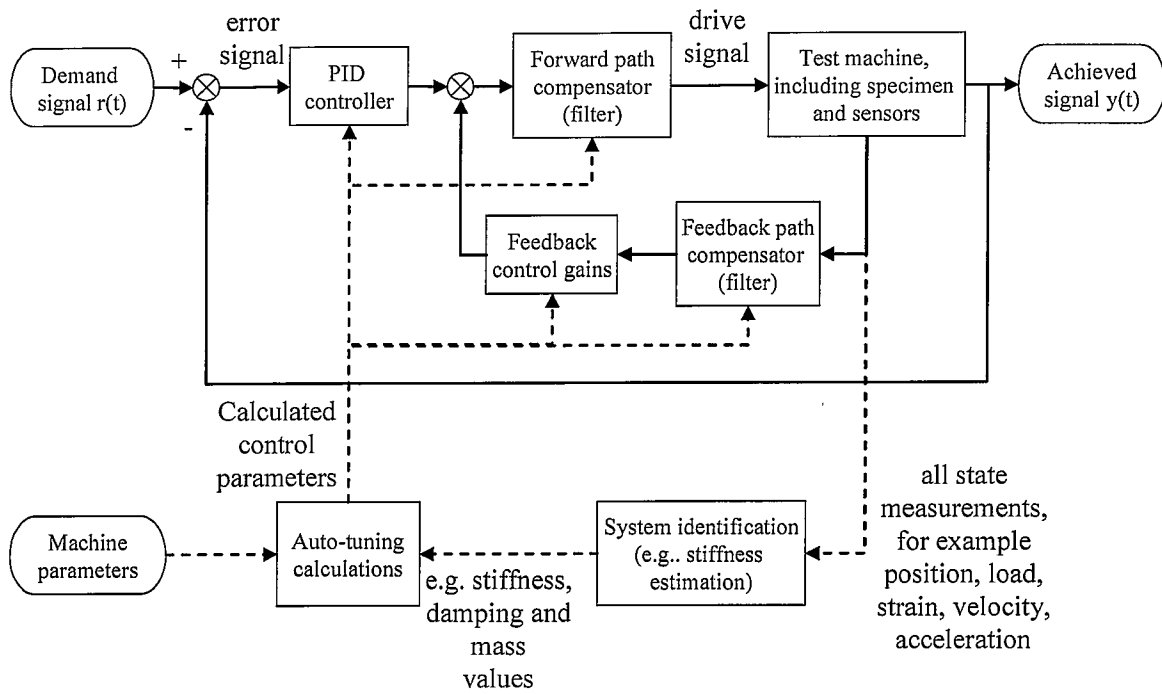 error
signal
drive
signal
+
-
Demand
signal r(t)
PID
controller
Forward path
compensator
(filter)
Test machine,
including specimen
and sensors
Achieved
signal y(t)
Feedback
control gains
Feedback path
compensator
(filter)
Calculated
control
parameters
all state
measurements,
for example
position, load,
strain, velocity,
acceleration
Machine
parameters
Auto-tuning
calculations
e.g. stiffness,
damping and
mass
values
System identification
(e.g.. stiffness
estimation)